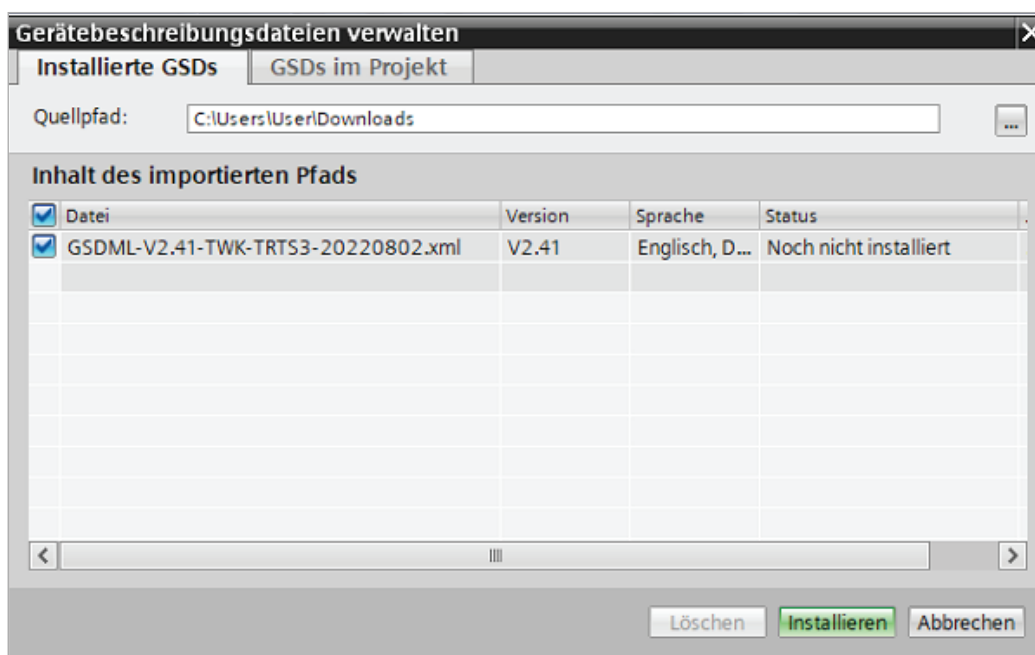 Gerätebeschreibungsdateien verwalten
Installierte GSDs GSDs im Projekt
Quellpfad: C:\Users\User\Downloads ...
Inhalt des importierten Pfads
Datei Version Sprache Status
GSDML-V2.41-TWK-TRTS3-20220802.xml V2.41 Englisch, D... Noch nicht installiert
Löschen Installieren Abbrechen